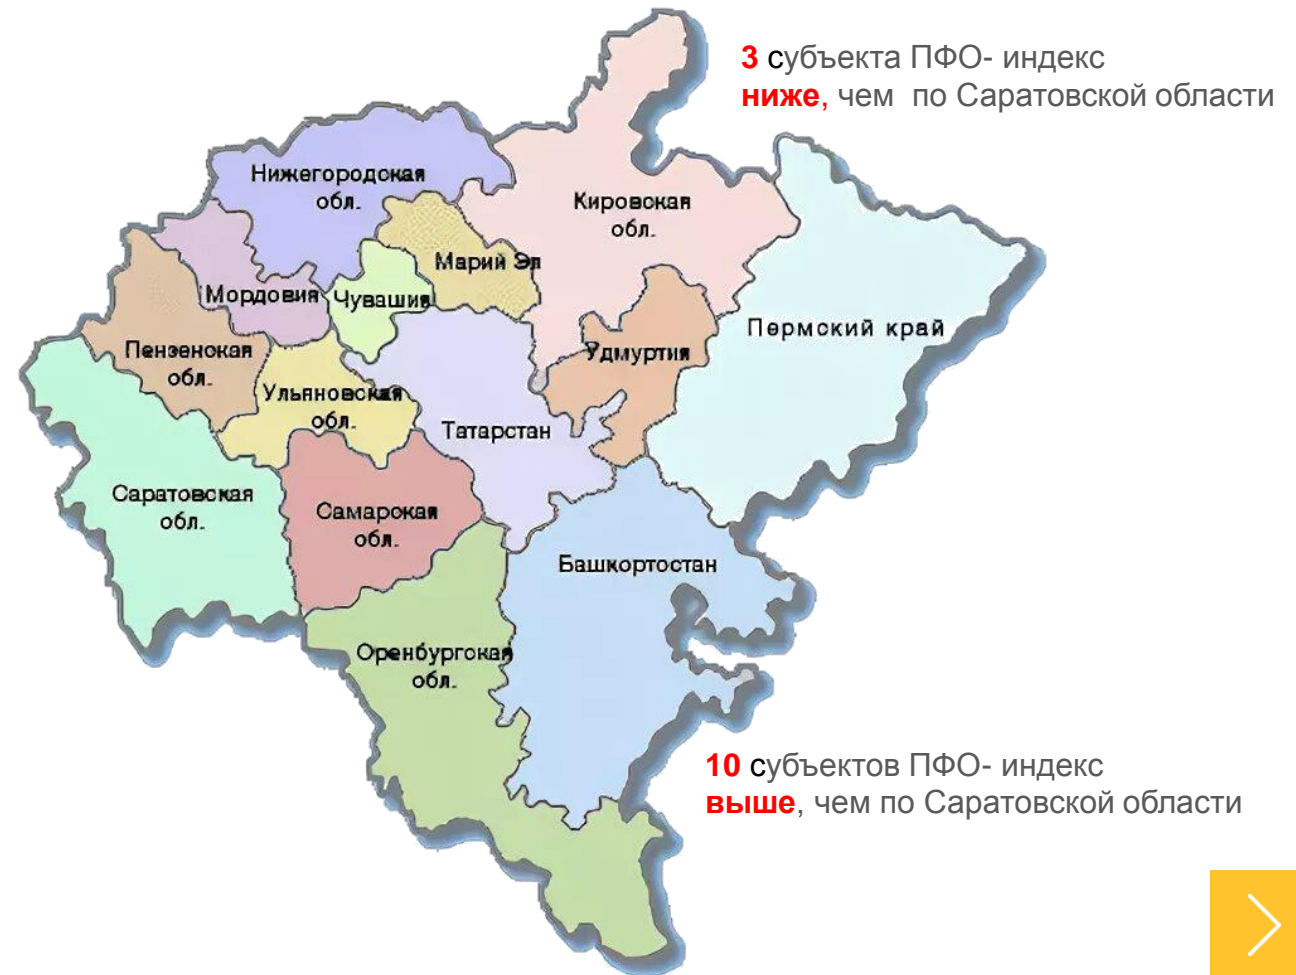 3 субъекта ПФО- индекс
ниже, чем по Саратовской области
Нижегородская
обл.
Кировская
обл.
Марий Эл
Мордовия
Чувашия
Пермский край
Пензенская
обл.
Удмуртия
Ульяновская
обл.
Татарстан
Саратовская
обл.
Самарская
обл.
Башкортостан
Оренбургская
обл.
10 субъектов ПФО- индекс
выше, чем по Саратовской области